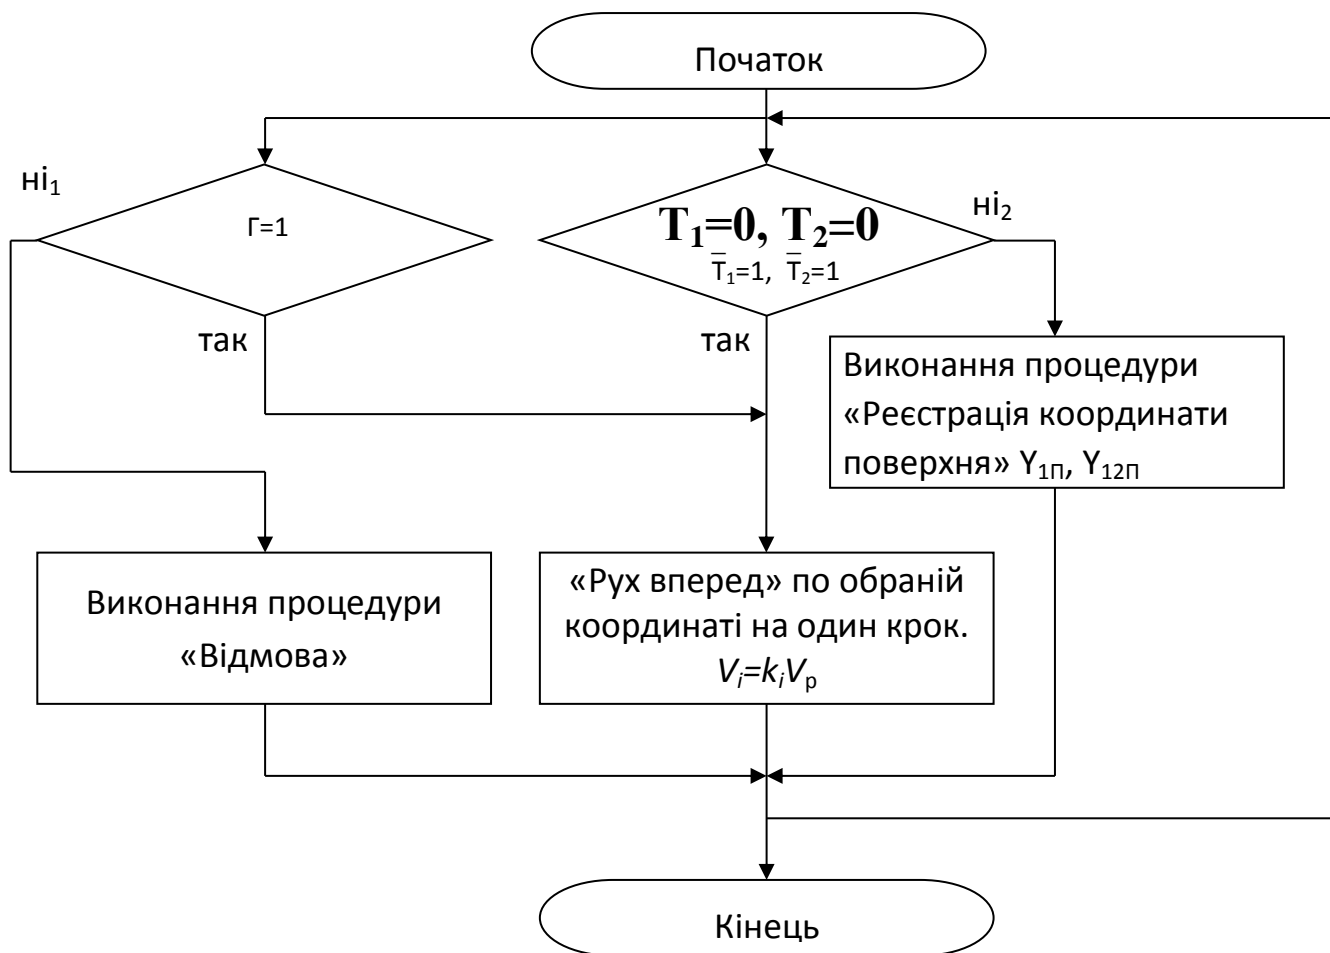 Початок
ні₁
Г=1
T₁=0, T₂=0
T̅₁=1, T̅₂=1
ні₂
так
так
Виконання процедури
«Реєстрація координати
поверхня» Y₁П, Y₁₂П
Виконання процедури
«Відмова»
«Рух вперед» по обраній
координаті на один крок.
Vᵢ=kᵢVр
Кінець